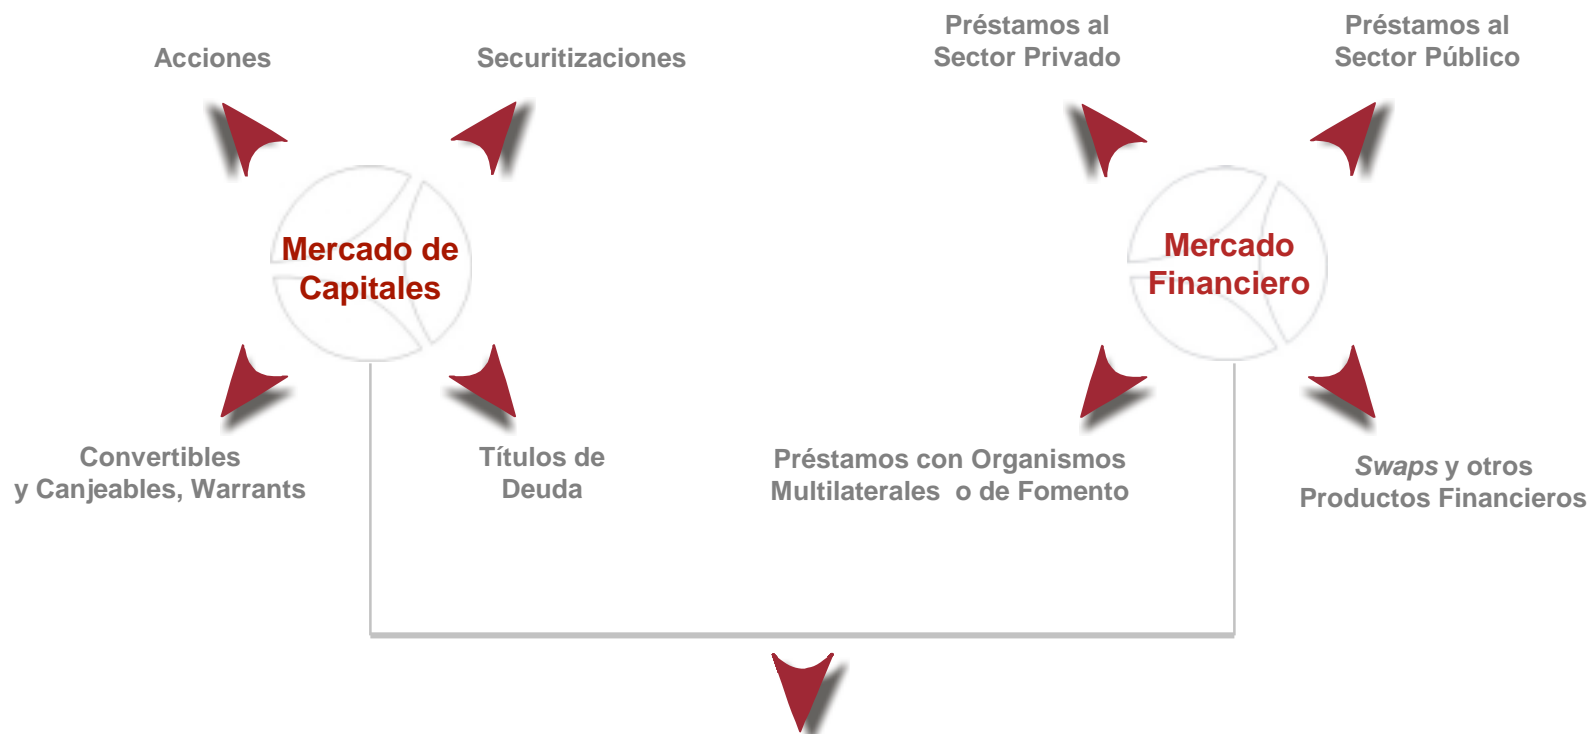 Acciones
Securitizaciones
Préstamos al
Sector Privado
Préstamos al
Sector Público
Mercado de
Capitales
Mercado
Financiero
Convertibles
y Canjeables, Warrants
Títulos de
Deuda
Préstamos con Organismos
Multilaterales o de Fomento
Swaps y otros
Productos Financieros